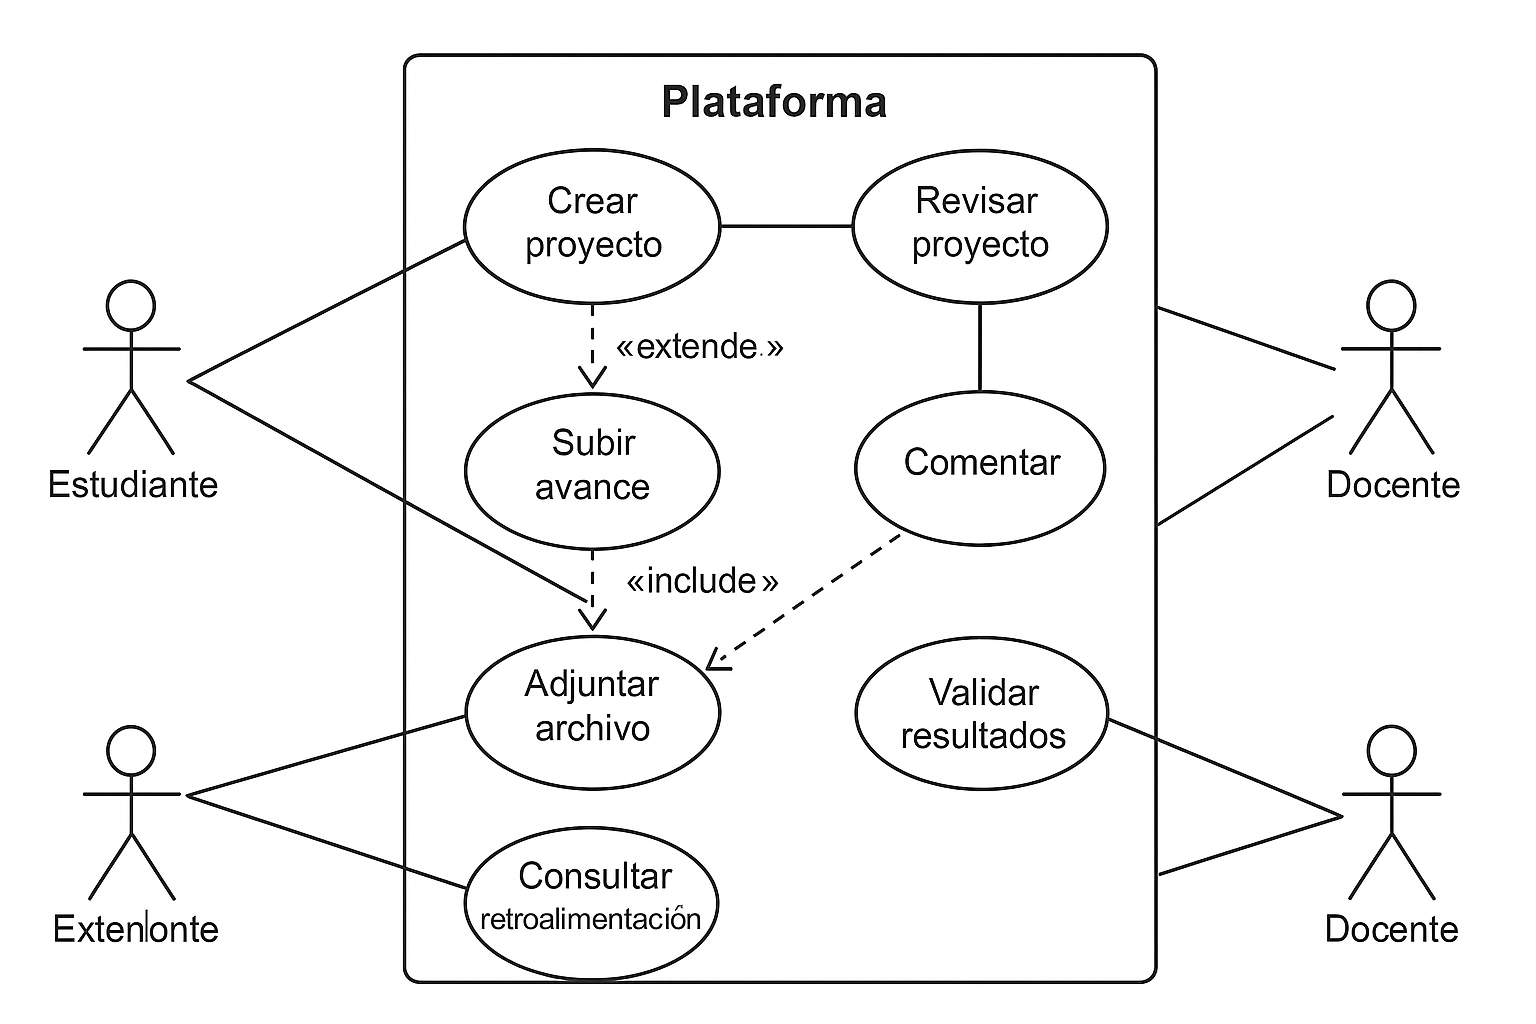 Plataforma
Crear
proyecto
Revisar
proyecto
«extende.»
Subir
avance
Comentar
Estudiante
Docente
«include»
Adjuntar
archivo
Validar
resultados
Consultar
retroalimentación
Extenlonte
Docente